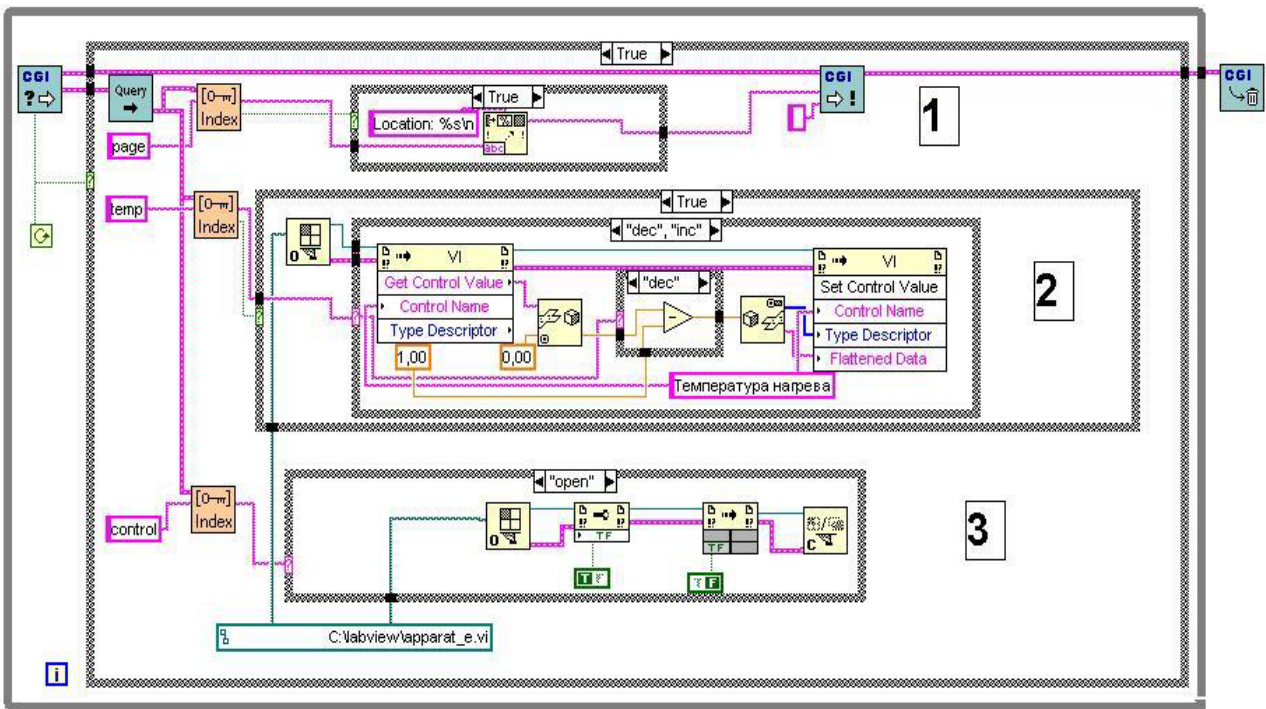 True
CGI
?
Query
[O-π]
Index
page
True
Location: %s\n
abc
CGI
!
1
CGI
temp
[O-π]
Index
True
"dec", "inc"
O
VI
Get Control Value
Control Name
Type Descriptor
1,00
0,00
"dec"
-
VI
Set Control Value
Control Name
Type Descriptor
Flattened Data
Температура нагрева
2
control
[O-π]
Index
"open"
O
TF
TF
C
T
F
3
C:\labview\apparat_e.vi
i